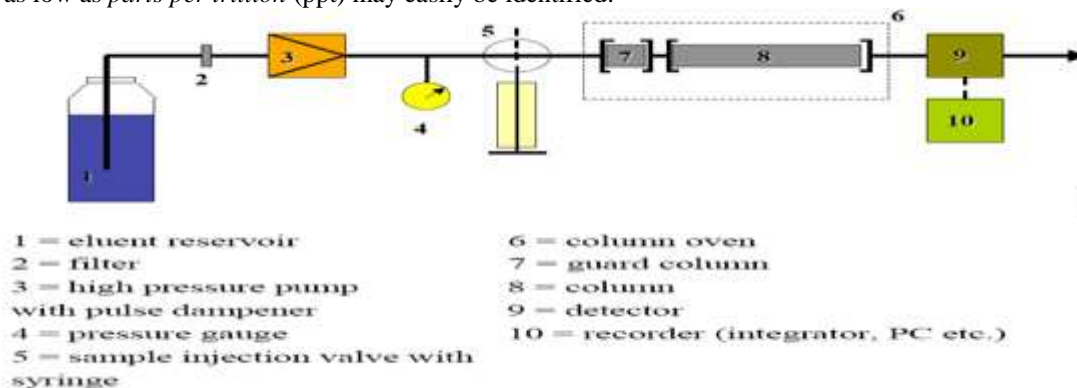 as low as parts per trillion (ppt) may easily be identified.
5
6
3
7
8
9
2
4
10
1
1 = eluent reservoir
2 = filter
3 = high pressure pump
with pulse dampener
4 = pressure gauge
5 = sample injection valve with
syringe
6 = column oven
7 = guard column
8 = column
9 = detector
10 = recorder (integrator, PC etc.)